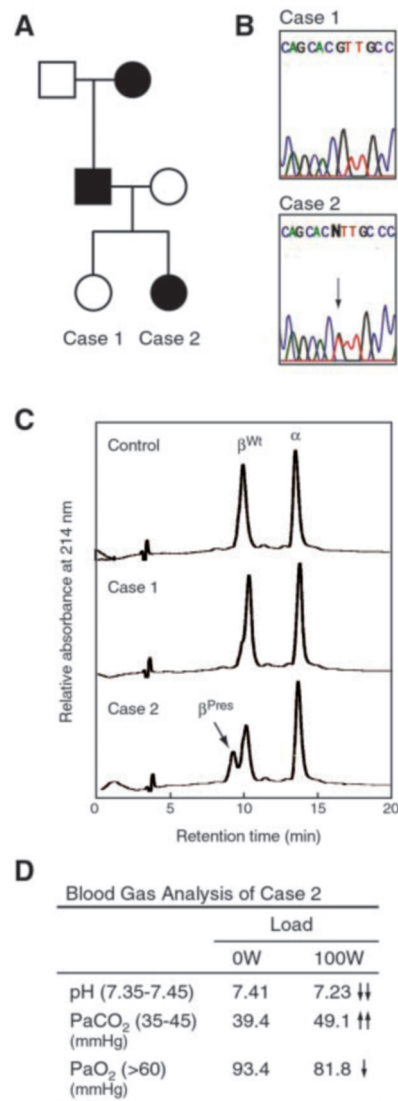 A
Case 1 Case 2
B
Case 1
CAGCACGTTGCC
Case 2
CAGCACNTTGCCC
C
Control
βWt
α
Case 1
Case 2
βPres
Relative absorbance at 214 nm
0 5 10 15 20
Retention time (min)
D
Blood Gas Analysis of Case 2
Load
0W 100W
pH (7.35-7.45) 7.41 7.23 ↓↓
PaCO2 (35-45) 39.4 49.1 ↑↑
(mmHg)
PaO2 (>60) 93.4 81.8 ↓
(mmHg)